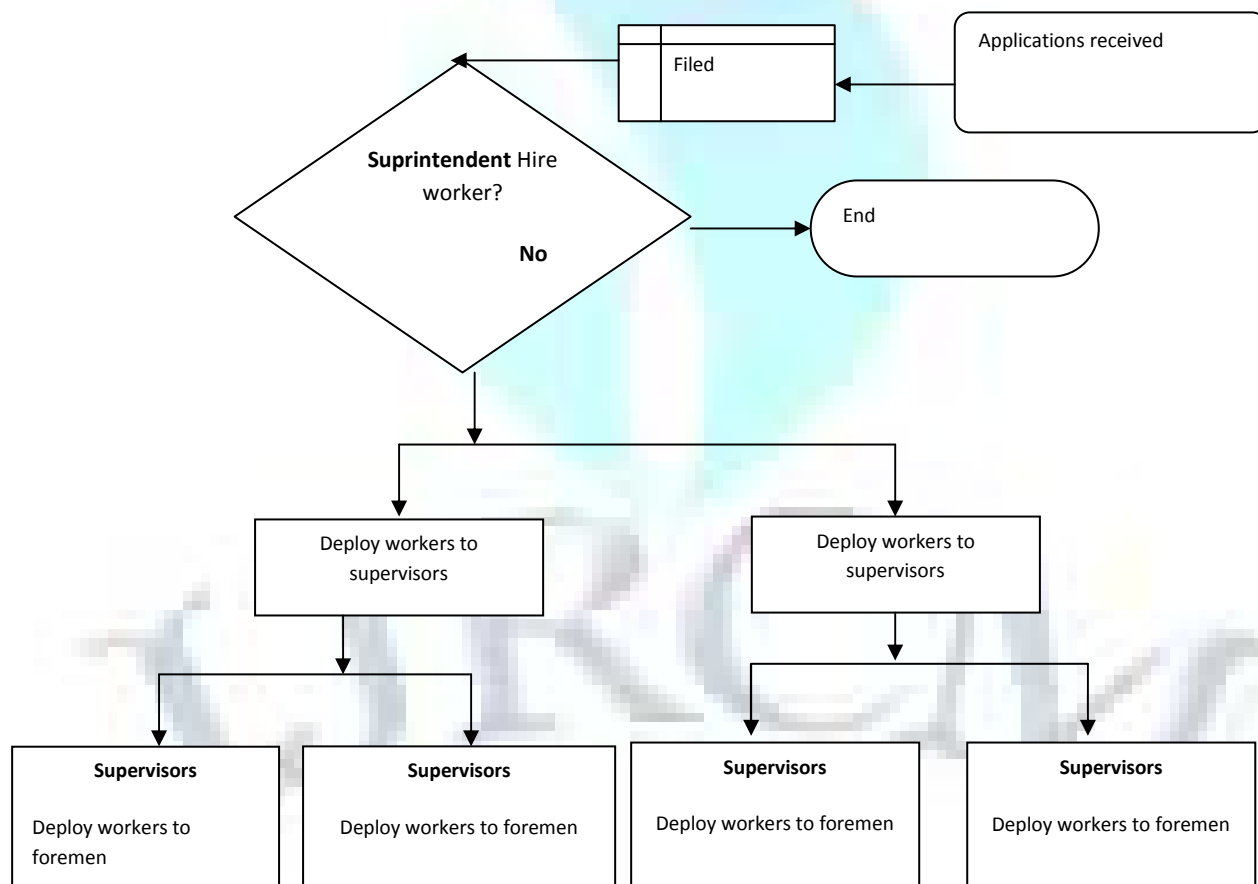 Applications received
Filed
Suprintendent Hire
worker?
No
End
Deploy workers to
supervisors
Deploy workers to
supervisors
Supervisors
Deploy workers to
foremen
Supervisors
Deploy workers to foremen
Supervisors
Deploy workers to foremen
Supervisors
Deploy workers to foremen